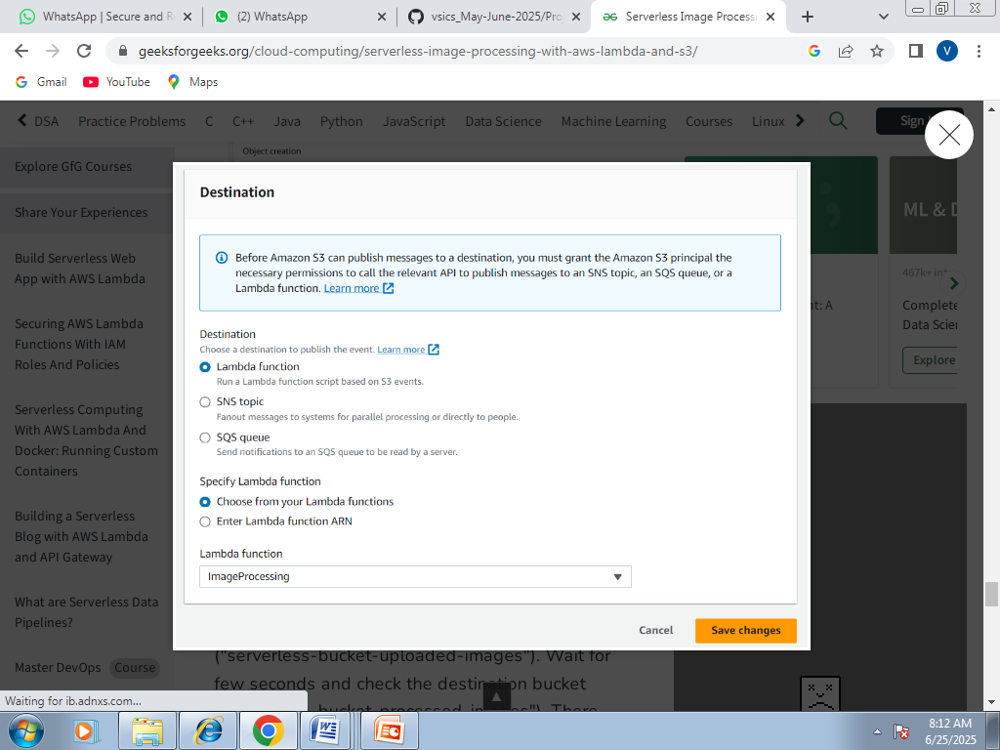 WhatsApp | Secure and R
(2) WhatsApp
vsics_May-June-2025/Pro
Serverless Image Process
geeksforgeeks.org/cloud-computing/serverless-image-processing-with-aws-lambda-and-s3/
V
Gmail
YouTube
Maps
DSA
Practice Problems
C
C++
Java
Python
JavaScript
Data Science
Machine Learning
Courses
Linux
Sign
Object creation
Explore GfG Courses
Share Your Experiences
Build Serverless Web
App with AWS Lambda
Securing AWS Lambda
Functions With IAM
Roles And Policies
Serverless Computing
With AWS Lambda And
Docker: Running Custom
Containers
Building a Serverless
Blog with AWS Lambda
and API Gateway
What are Serverless Data
Pipelines?
Master DevOps Course
Destination
Before Amazon S3 can publish messages to a destination, you must grant the Amazon S3 principal the
necessary permissions to call the relevant API to publish messages to an SNS topic, an SQS queue, or a
Lambda function. Learn more
Destination
Choose a destination to publish the event. Learn more
Lambda function
Run a Lambda function script based on S3 events.
SNS topic
Fanout messages to systems for parallel processing or directly to people.
SQS queue
Send notifications to an SQS queue to be read by a server.
Specify Lambda function
Choose from your Lambda functions
Enter Lambda function ARN
Lambda function
ImageProcessing
Cancel
Save changes
ML & D
467k+ int
nt: A
Complete
Data Scien
Explore
("serverless-bucket-uploaded-images"). Wait for
few seconds and check the destination bucket
bucket-processed-images"). There
Waiting for ib.adnxs.com...
8:12 AM
6/25/2025